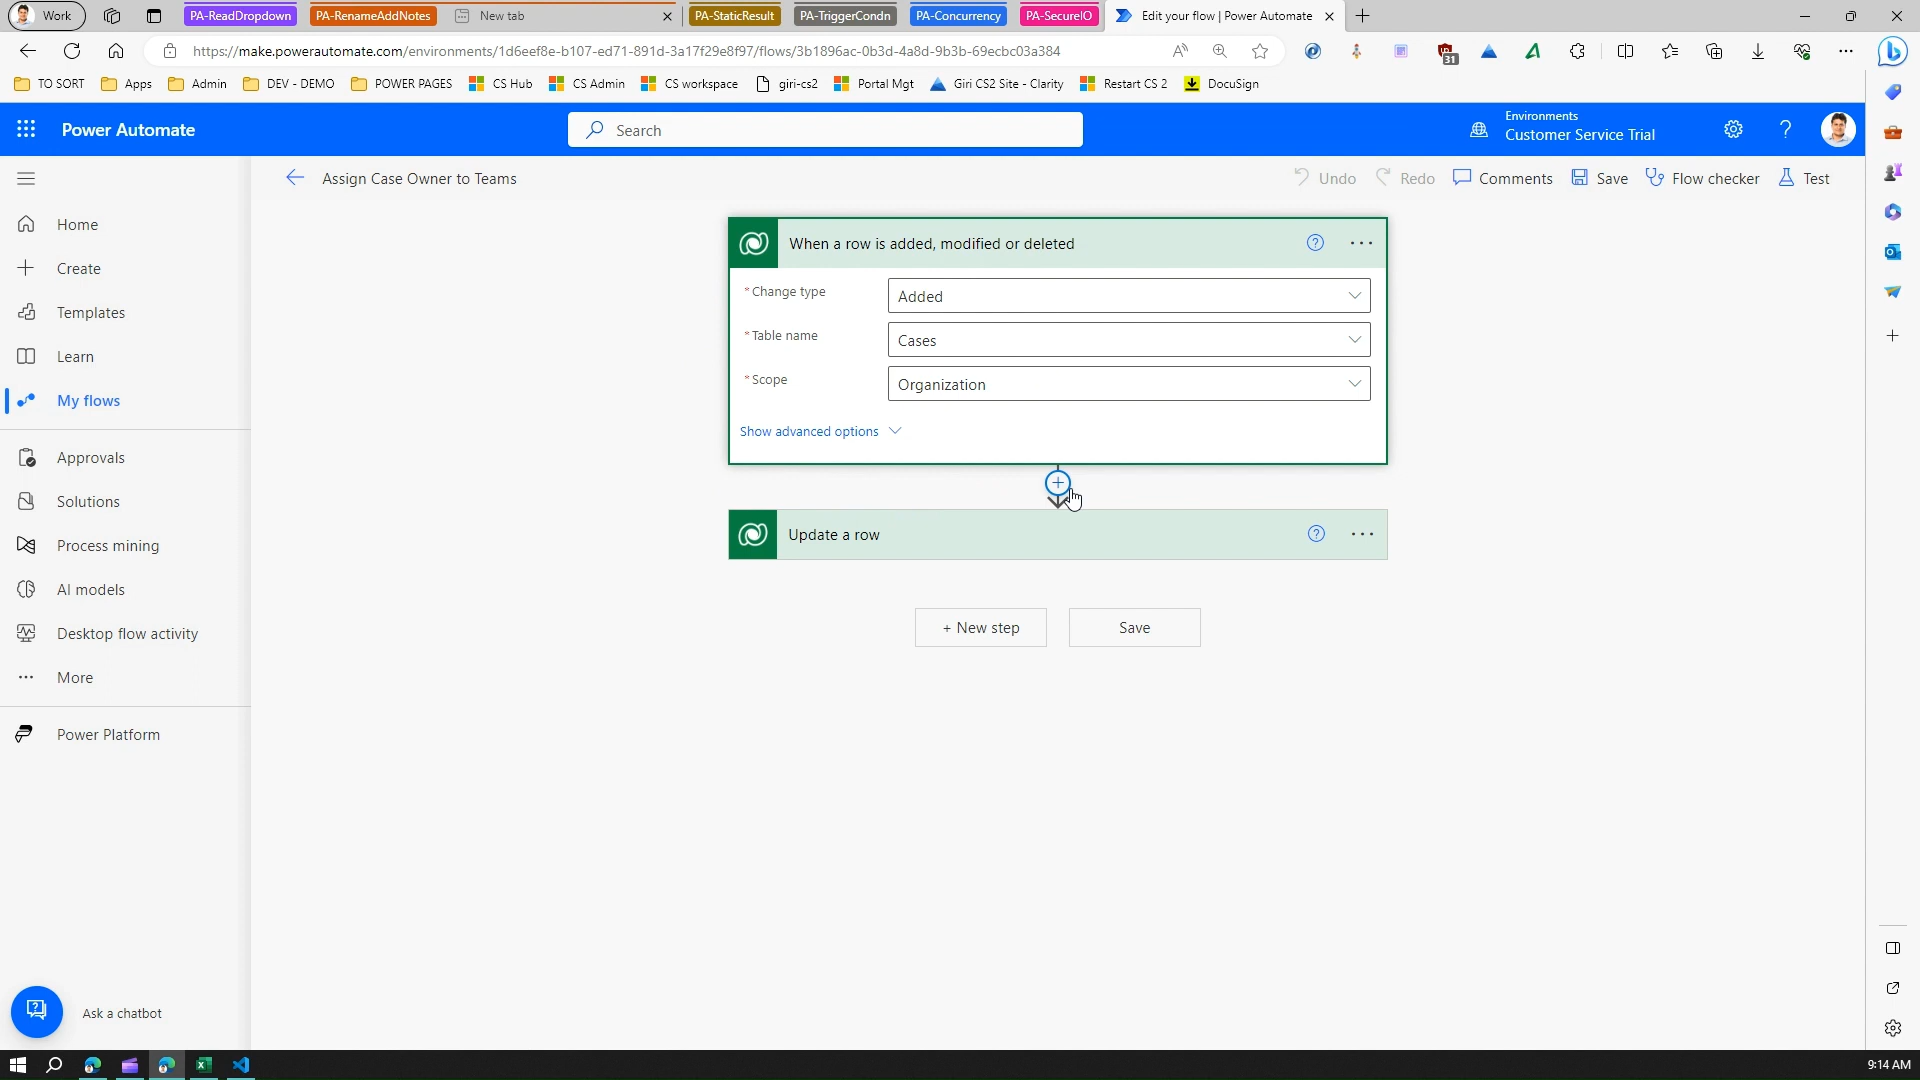 Work
PA-ReadDropdown
PA-RenameAddNotes
New tab
PA-StaticResult
PA-TriggerCondn
PA-Concurrency
PA-SecureIO
Edit your flow | Power Automate
https://make.powerautomate.com/environments/1d6eef8e-b107-ed71-891d-3a17f29e8f97/flows/3b1896ac-0b3d-4a8d-9b3b-69ecbc03a384
31
TO SORT
Apps
Admin
DEV - DEMO
POWER PAGES
CS Hub
CS Admin
CS workspace
giri-cs2
Portal Mgt
Giri CS2 Site - Clarity
Restart CS 2
DocuSign
Power Automate
Search
Environments
Customer Service Trial
Assign Case Owner to Teams
Undo
Redo
Comments
Save
Flow checker
Test
Home
Create
Templates
Learn
My flows
Approvals
Solutions
Process mining
AI models
Desktop flow activity
More
Power Platform
Ask a chatbot
When a row is added, modified or deleted
* Change type
Added
* Table name
Cases
* Scope
Organization
Show advanced options
Update a row
+ New step
Save
9:14 AM